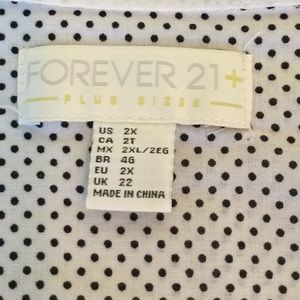 FOREVER 21+
PLUS SIZES
US 2X
CA 2T
MX 2XL/2EG
BR 4G
EU 2X
UK 22
MADE IN CHINA